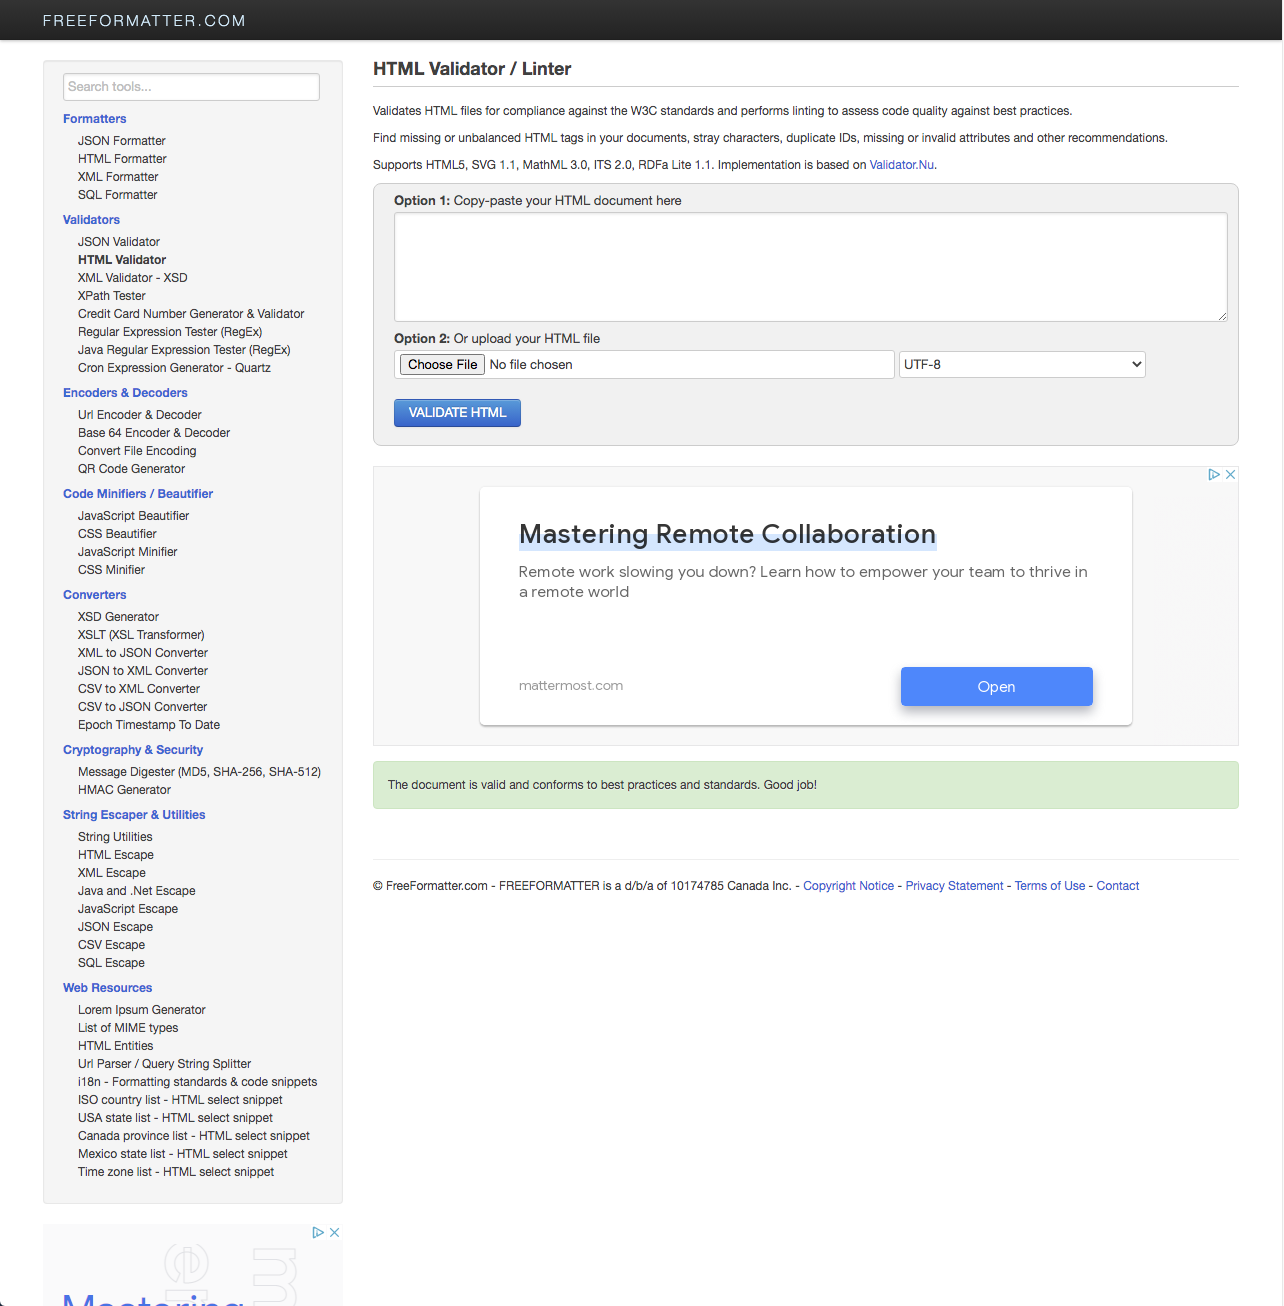 FREEFORMATTER.COM
Search tools...
Formatters
JSON Formatter
HTML Formatter
XML Formatter
SQL Formatter
Validators
JSON Validator
HTML Validator
XML Validator - XSD
XPath Tester
Credit Card Number Generator & Validator
Regular Expression Tester (RegEx)
Java Regular Expression Tester (RegEx)
Cron Expression Generator - Quartz
Encoders & Decoders
Url Encoder & Decoder
Base 64 Encoder & Decoder
Convert File Encoding
QR Code Generator
Code Minifiers / Beautifier
JavaScript Beautifier
CSS Beautifier
JavaScript Minifier
CSS Minifier
Converters
XSD Generator
XSLT (XSL Transformer)
XML to JSON Converter
JSON to XML Converter
CSV to XML Converter
CSV to JSON Converter
Epoch Timestamp To Date
Cryptography & Security
Message Digester (MD5, SHA-256, SHA-512)
HMAC Generator
String Escaper & Utilities
String Utilities
HTML Escape
XML Escape
Java and .Net Escape
JavaScript Escape
JSON Escape
CSV Escape
SQL Escape
Web Resources
Lorem Ipsum Generator
List of MIME types
HTML Entities
Url Parser / Query String Splitter
i18n - Formatting standards & code snippets
ISO country list - HTML select snippet
USA state list - HTML select snippet
Canada province list - HTML select snippet
Mexico state list - HTML select snippet
Time zone list - HTML select snippet
Mastering
HTML Validator / Linter
Validates HTML files for compliance against the W3C standards and performs linting to assess code quality against best practices.
Find missing or unbalanced HTML tags in your documents, stray characters, duplicate IDs, missing or invalid attributes and other recommendations.
Supports HTML5, SVG 1.1, MathML 3.0, ITS 2.0, RDFa Lite 1.1. Implementation is based on Validator.Nu.
Option 1: Copy-paste your HTML document here
Option 2: Or upload your HTML file
Choose File No file chosen UTF-8
VALIDATE HTML
Mastering Remote Collaboration
Remote work slowing you down? Learn how to empower your team to thrive in
a remote world
mattermost.com Open
The document is valid and conforms to best practices and standards. Good job!
© FreeFormatter.com - FREEFORMATTER is a d/b/a of 10174785 Canada Inc. - Copyright Notice - Privacy Statement - Terms of Use - Contact